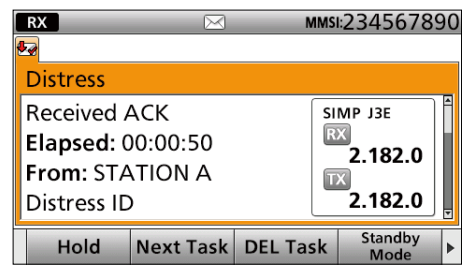 RX MMSI:234567890
Distress
Received ACK
Elapsed: 00:00:50
From: STATION A
Distress ID
SIMP J3E
RX
2.182.0
TX
2.182.0
Hold Next Task DEL Task Standby Mode